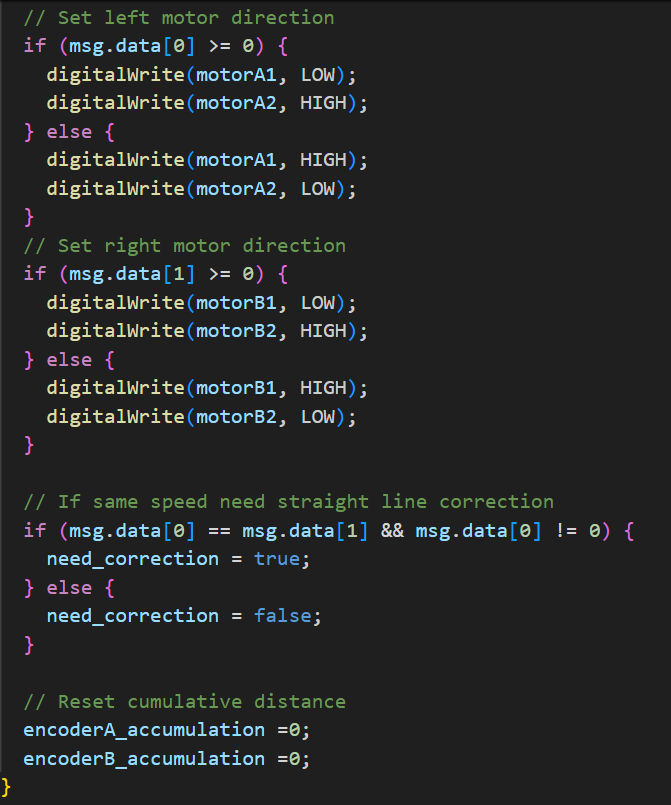 // Set left motor direction
if (msg.data[0] >= 0) {
digitalWrite(motorA1, LOW);
digitalWrite(motorA2, HIGH);
} else {
digitalWrite(motorA1, HIGH);
digitalWrite(motorA2, LOW);
}
// Set right motor direction
if (msg.data[1] >= 0) {
digitalWrite(motorB1, LOW);
digitalWrite(motorB2, HIGH);
} else {
digitalWrite(motorB1, HIGH);
digitalWrite(motorB2, LOW);
}
// If same speed need straight line correction
if (msg.data[0] == msg.data[1] && msg.data[0] != 0) {
need_correction = true;
} else {
need_correction = false;
}
// Reset cumulative distance
encoderA_accumulation =0;
encoderB_accumulation =0;
}